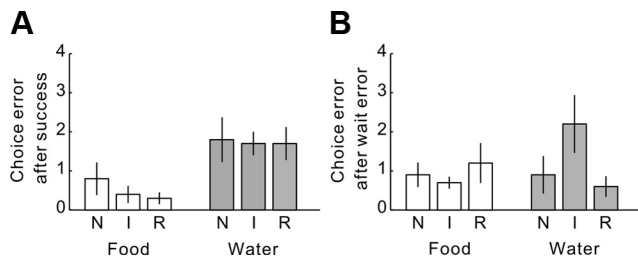 A
Choice error
after success
4
3
2
1
0
N I R N I R
Food Water
B
Choice error
after wait error
4
3
2
1
0
N I R N I R
Food Water